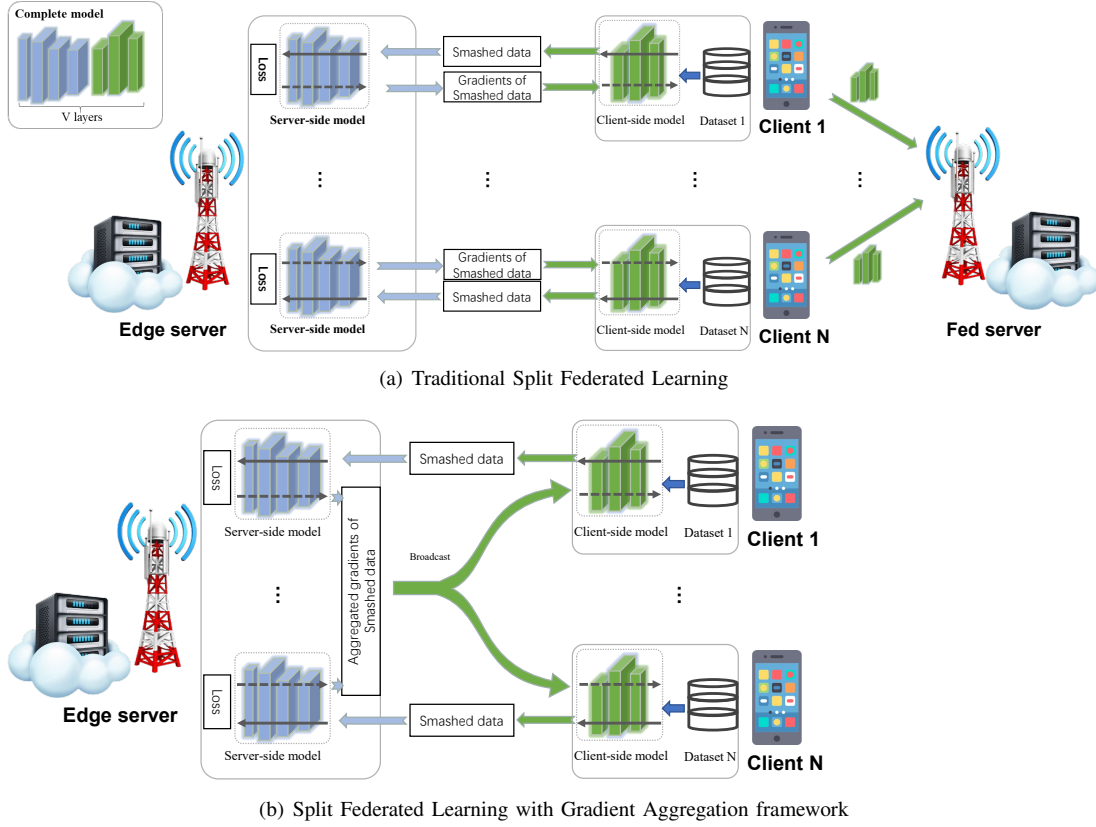 Complete model
V layers
Loss
Server-side model
Smashed data
Gradients of
Smashed data
Client-side model
Dataset 1
Client 1
...
...
...
...
Edge server
Loss
Server-side model
Gradients of
Smashed data
Smashed data
Client-side model
Dataset N
Client N
Fed server
(a) Traditional Split Federated Learning
Loss
Server-side model
Smashed data
Client-side model
Dataset 1
Client 1
Aggregated gradients of
Smashed data
Broadcast
...
...
Edge server
Loss
Server-side model
Smashed data
Client-side model
Dataset N
Client N
(b) Split Federated Learning with Gradient Aggregation framework